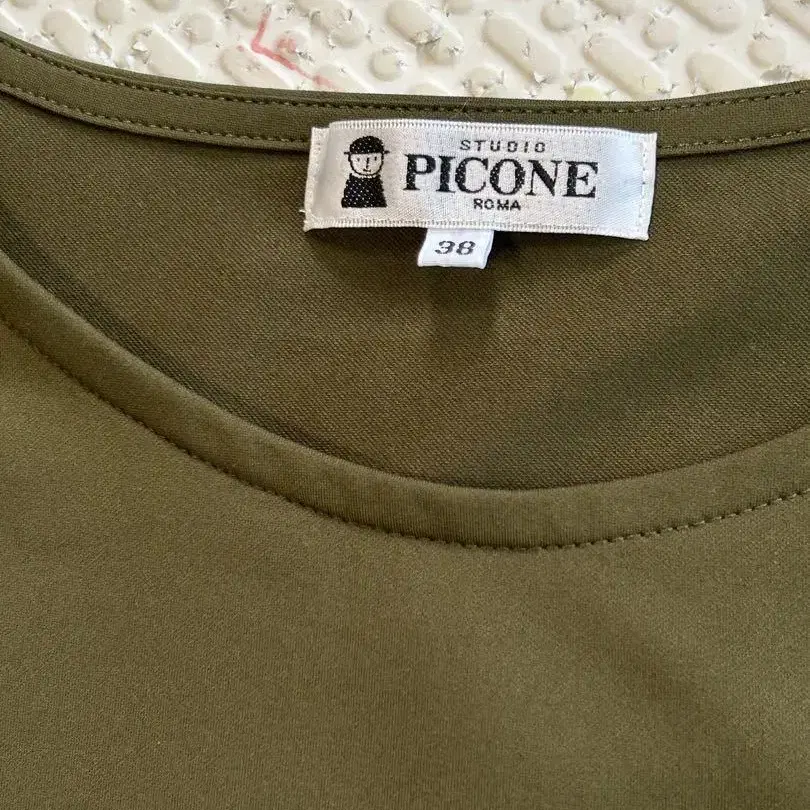 STUDIO
PICONE
ROMA
38